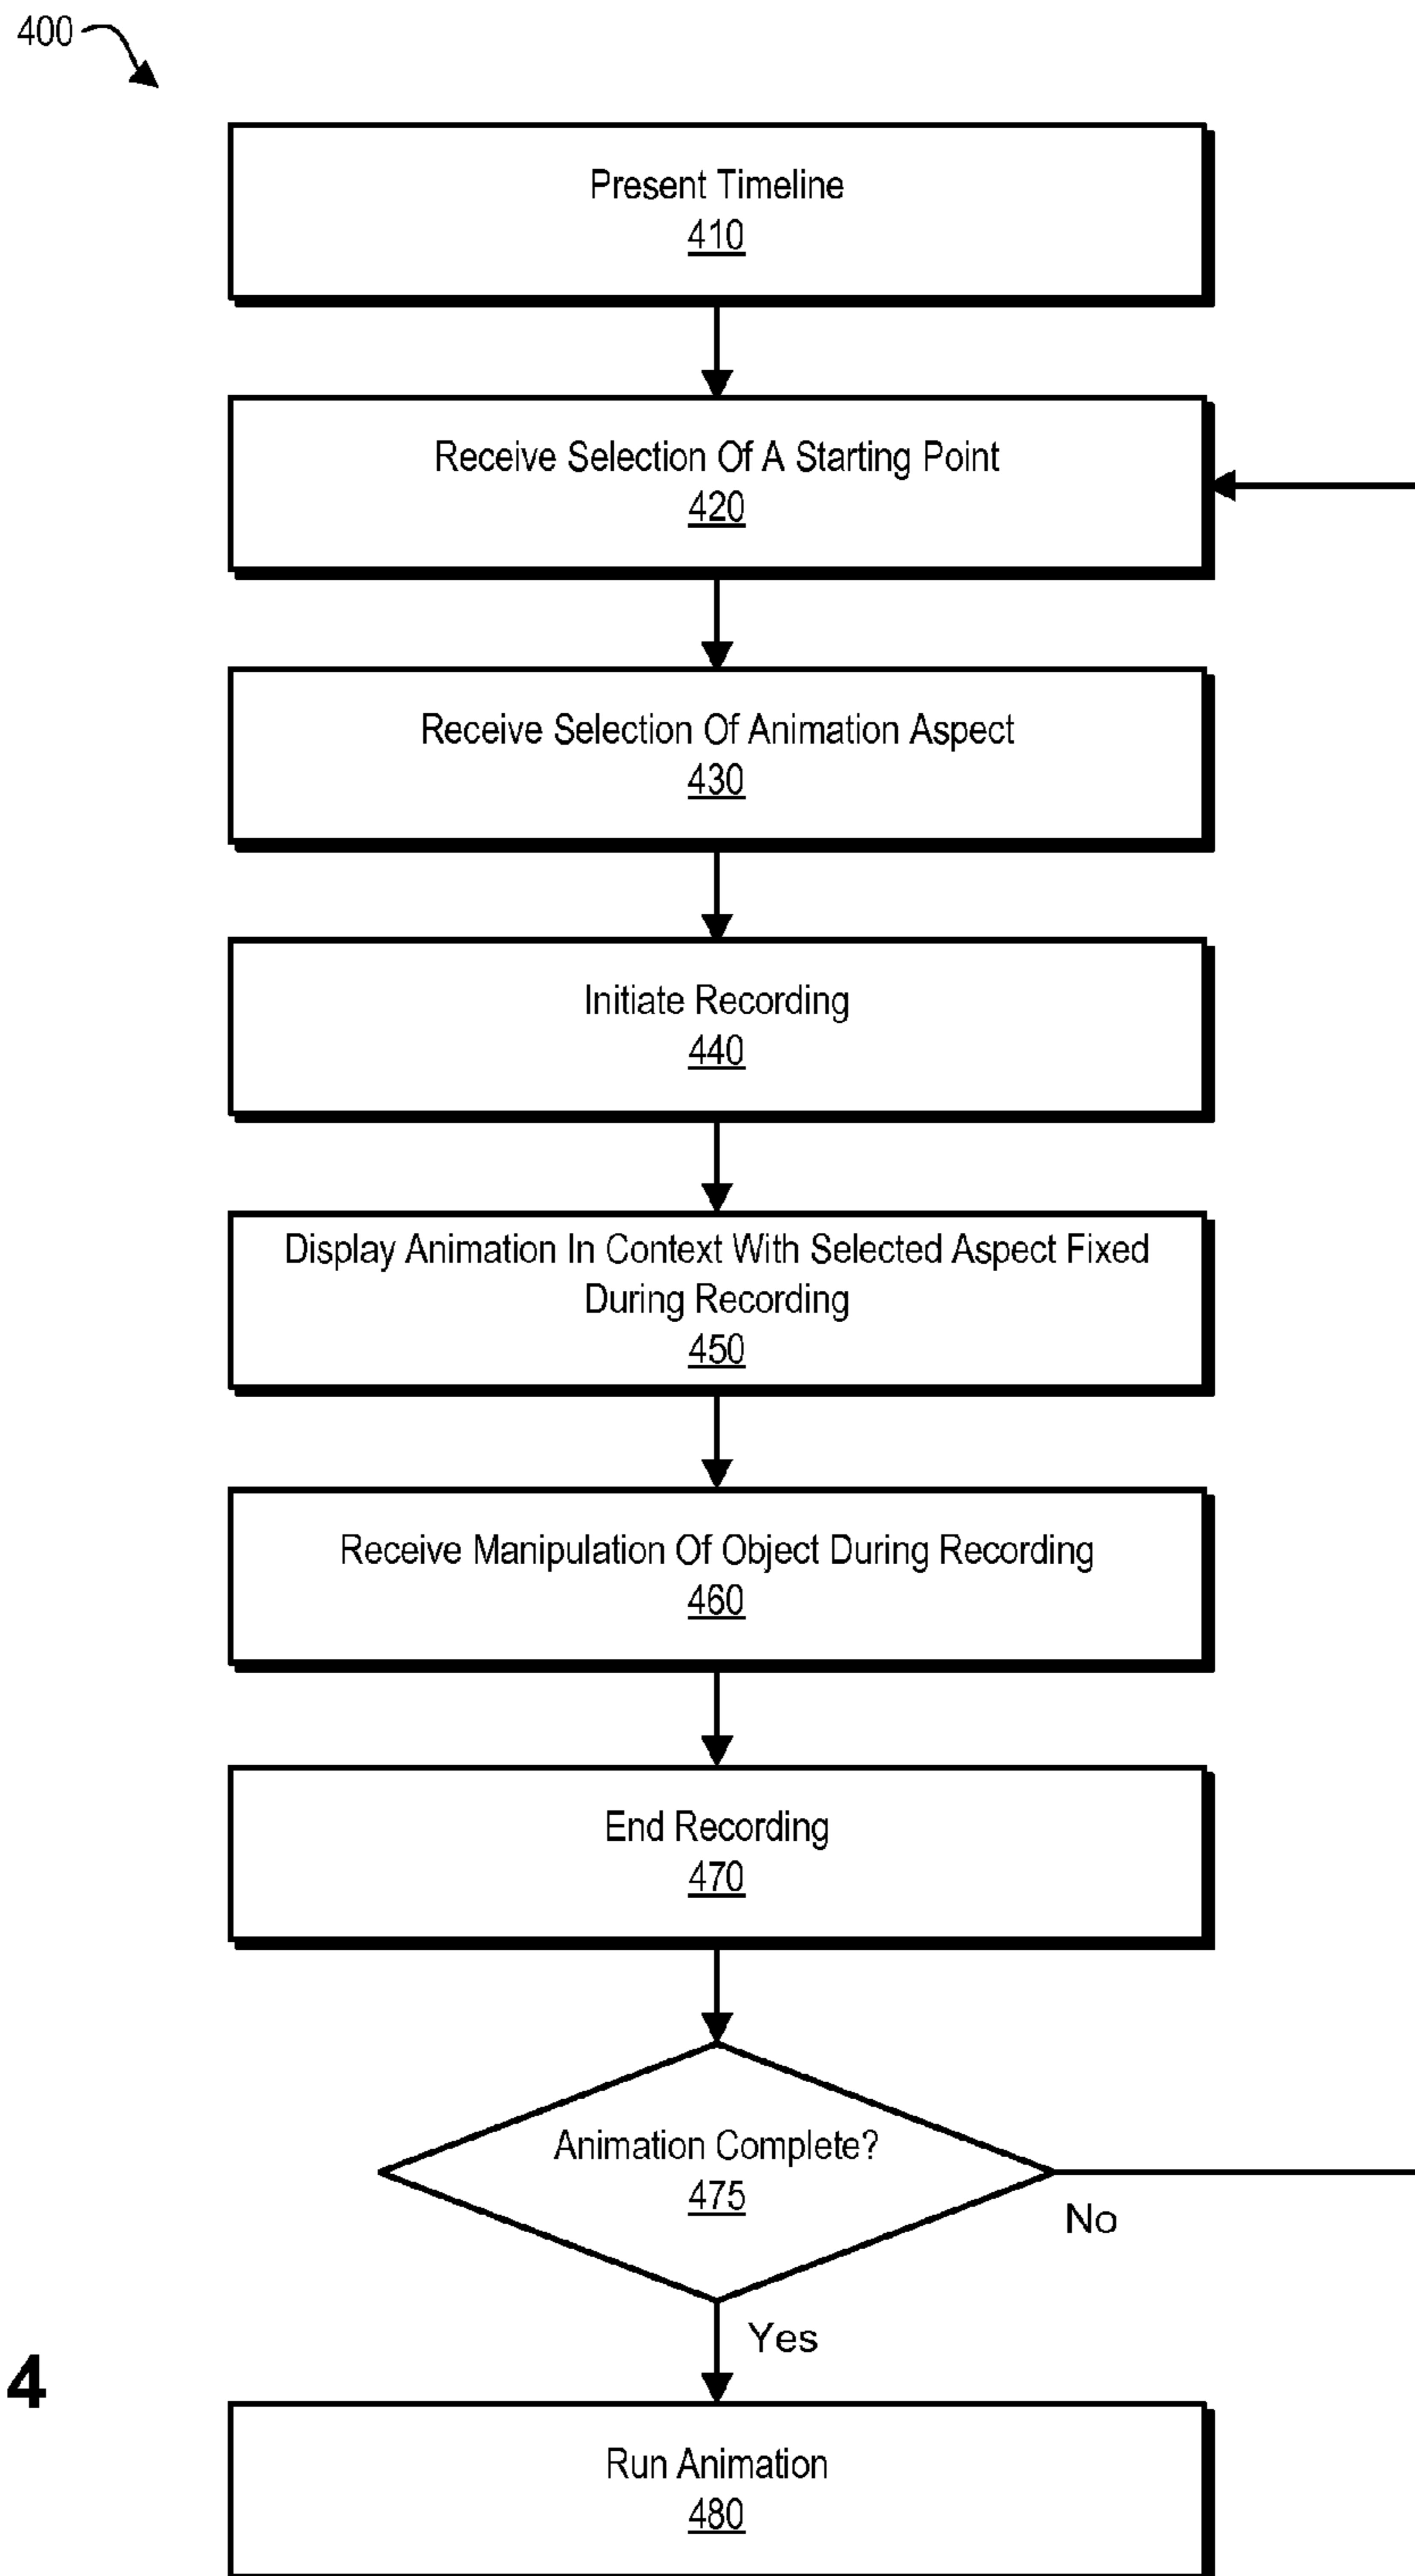 400
Present Timeline
410
Receive Selection Of A Starting Point
420
Receive Selection Of Animation Aspect
430
Initiate Recording
440
Display Animation In Context With Selected Aspect Fixed
During Recording
450
Receive Manipulation Of Object During Recording
460
End Recording
470
Animation Complete?
475
No
Yes
4
Run Animation
480